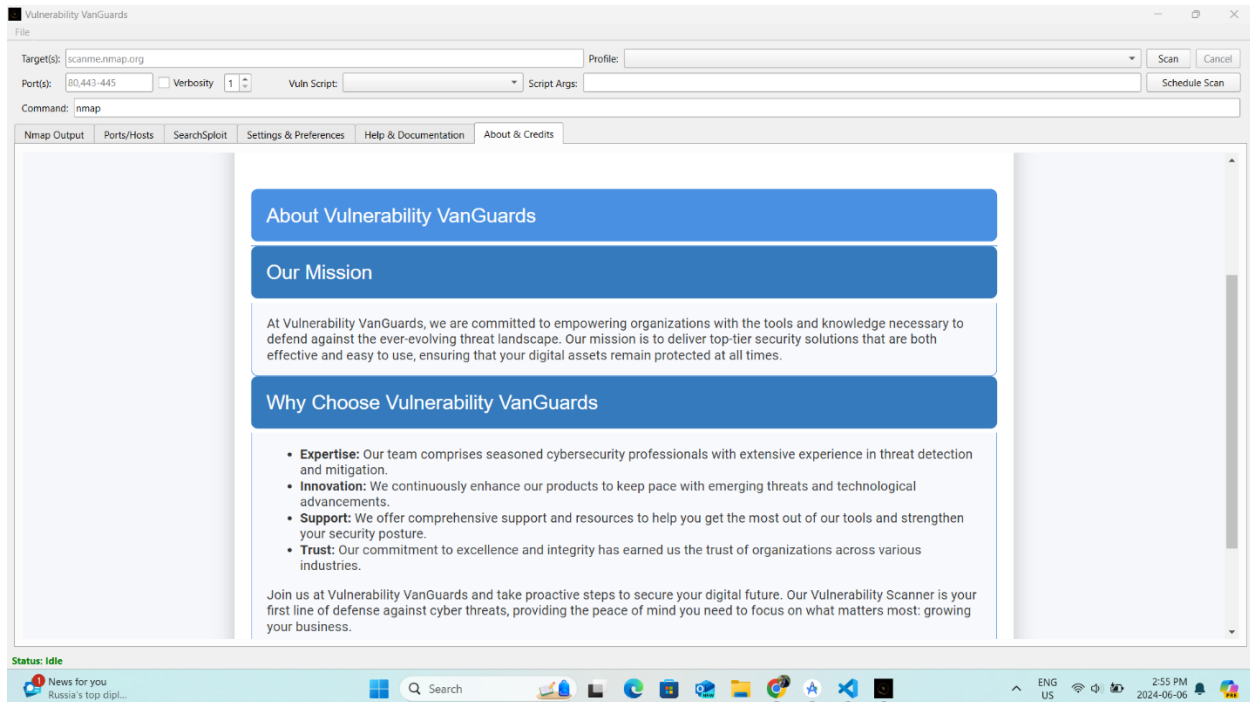 Vulnerability VanGuards
File
Target(s): scanme.nmap.org Profile: Scan Cancel
Port(s): 80,443-445 Verbosity 1 Vuln Script: Script Args: Schedule Scan
Command: nmap
Nmap Output Ports/Hosts SearchSploit Settings & Preferences Help & Documentation About & Credits
About Vulnerability VanGuards
Our Mission
At Vulnerability VanGuards, we are committed to empowering organizations with the tools and knowledge necessary to
defend against the ever-evolving threat landscape. Our mission is to deliver top-tier security solutions that are both
effective and easy to use, ensuring that your digital assets remain protected at all times.
Why Choose Vulnerability VanGuards
• Expertise: Our team comprises seasoned cybersecurity professionals with extensive experience in threat detection
and mitigation.
• Innovation: We continuously enhance our products to keep pace with emerging threats and technological
advancements.
• Support: We offer comprehensive support and resources to help you get the most out of our tools and strengthen
your security posture.
• Trust: Our commitment to excellence and integrity has earned us the trust of organizations across various
industries.
Join us at Vulnerability VanGuards and take proactive steps to secure your digital future. Our Vulnerability Scanner is your
first line of defense against cyber threats, providing the peace of mind you need to focus on what matters most: growing
your business.
Status: Idle
1 News for you
Russia's top dipl...
Search
ENG
US
2:55 PM
2024-06-06
PRE